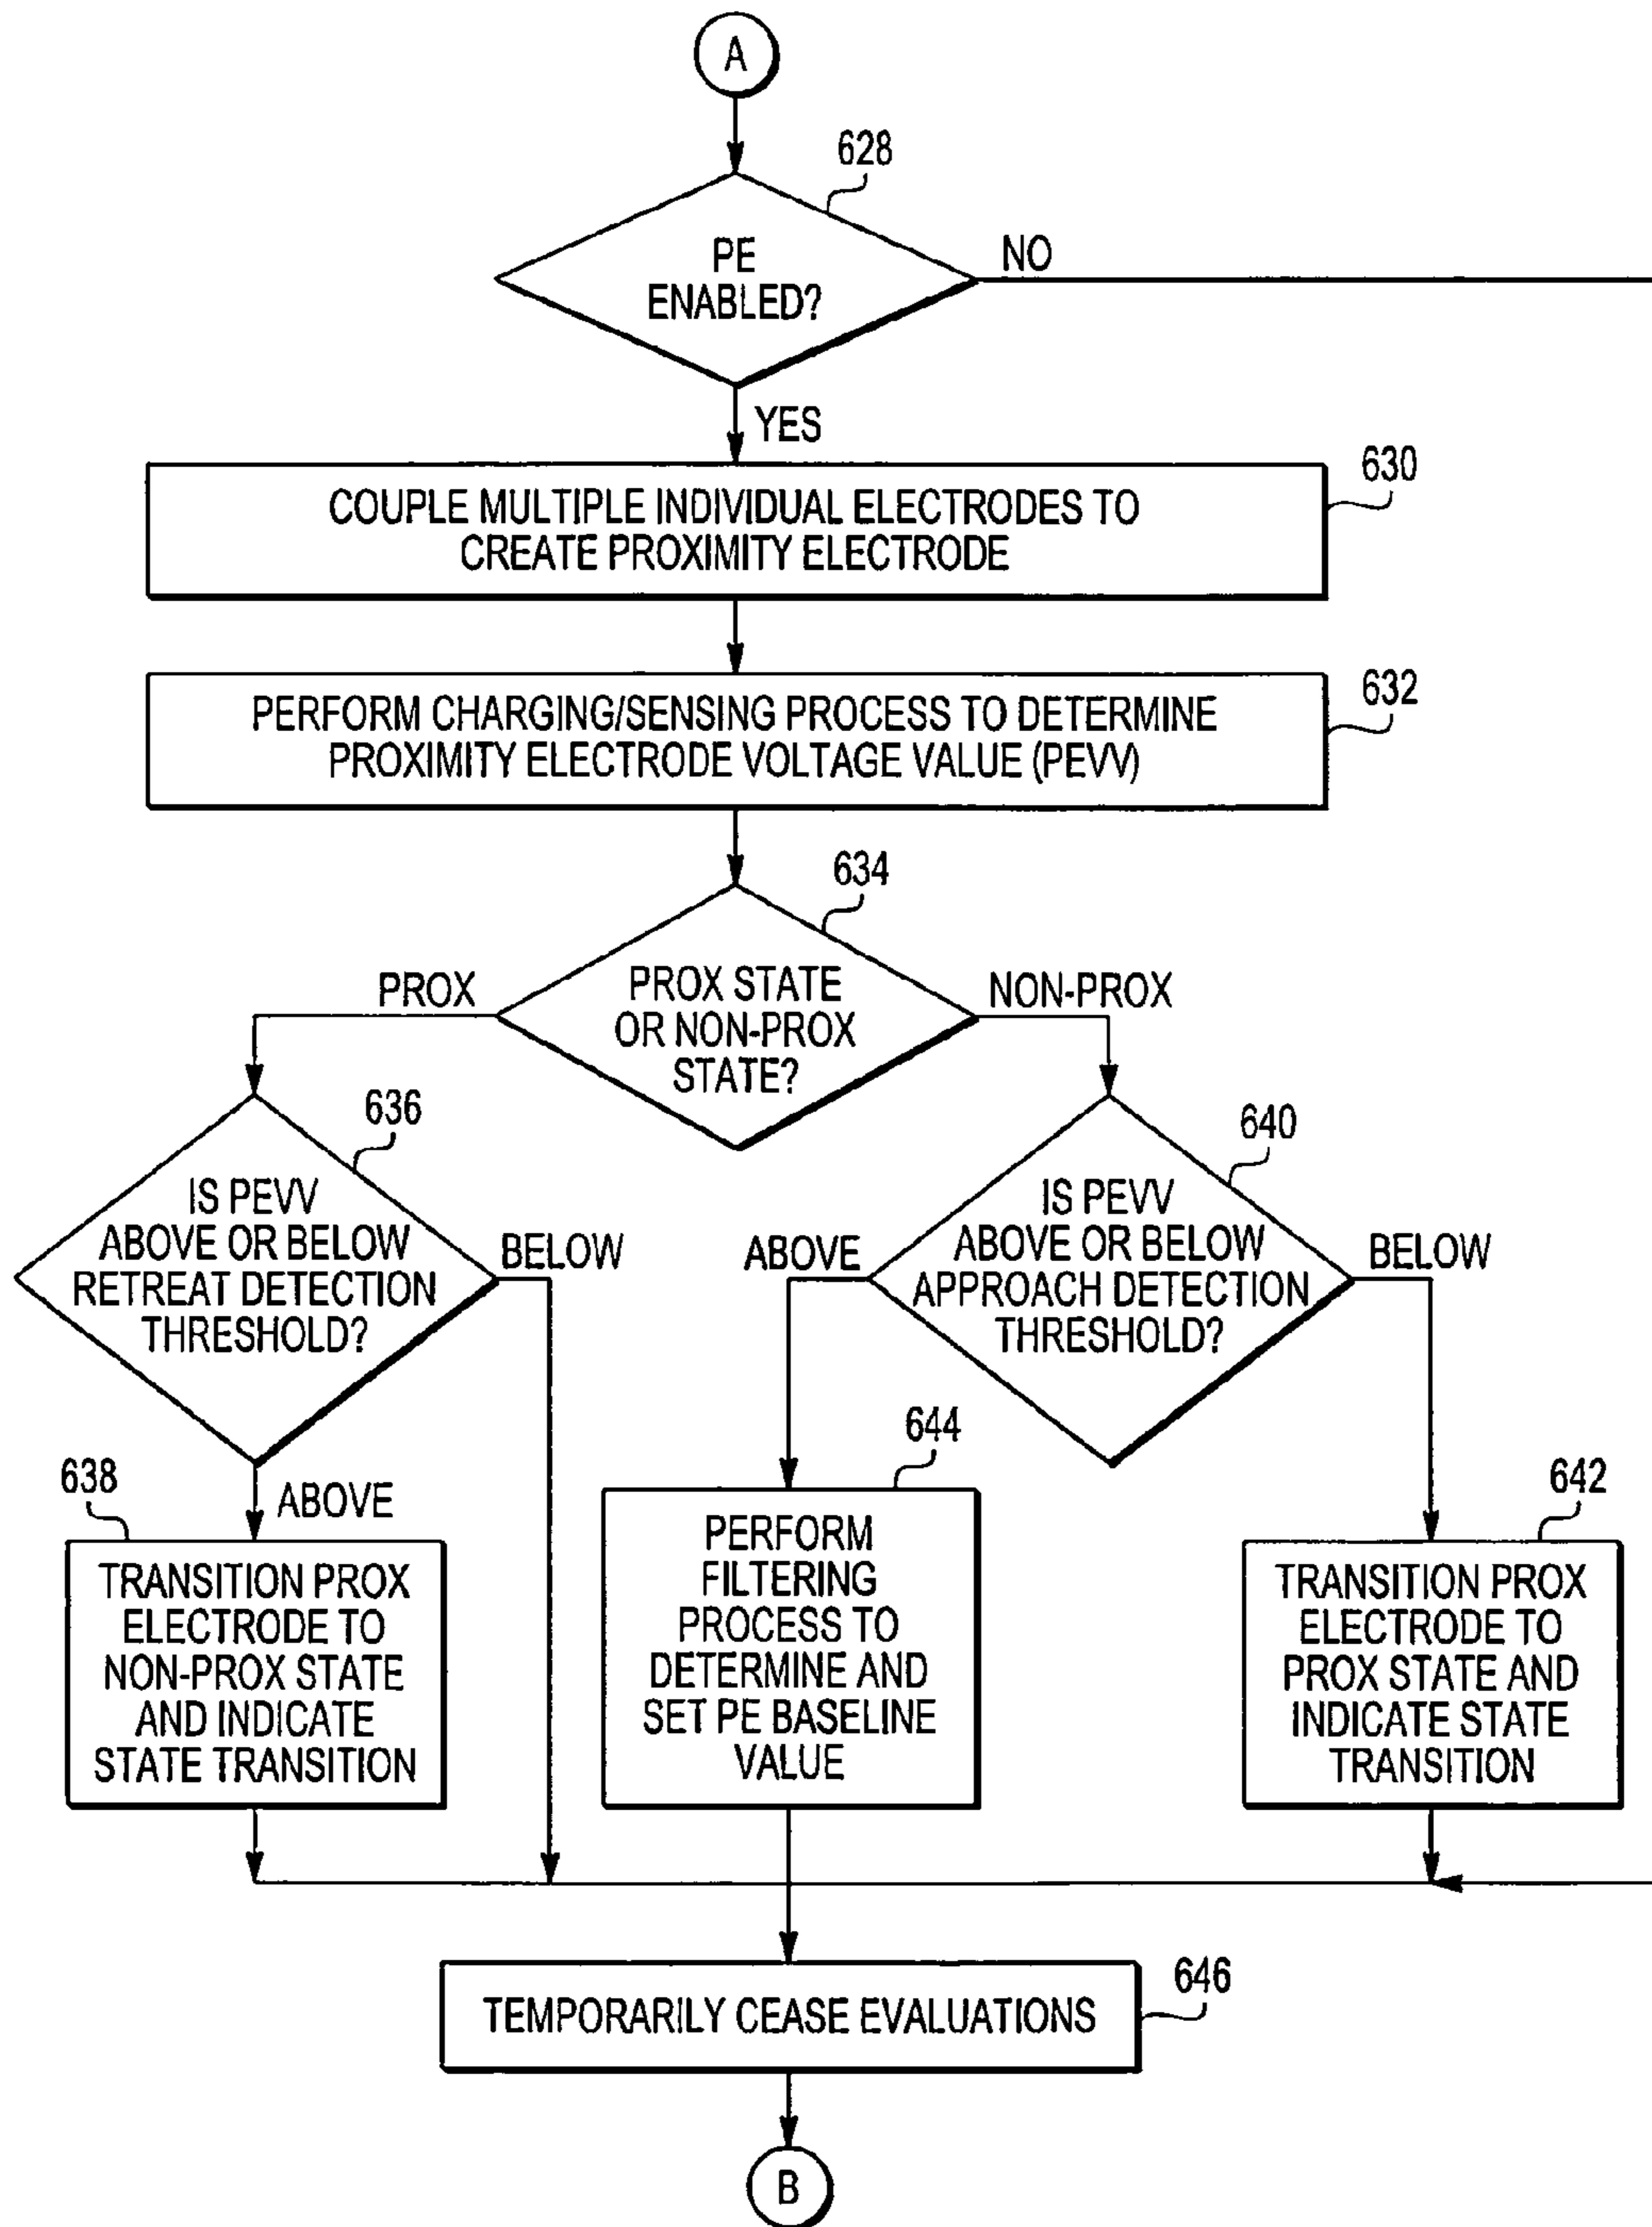 A
628
PE
ENABLED?
NO
YES
630
COUPLE MULTIPLE INDIVIDUAL ELECTRODES TO
CREATE PROXIMITY ELECTRODE
632
PERFORM CHARGING/SENSING PROCESS TO DETERMINE
PROXIMITY ELECTRODE VOLTAGE VALUE (PEVV)
634
PROX
PROX STATE
OR NON-PROX
STATE?
NON-PROX
636
IS PEVV
ABOVE OR BELOW
RETREAT DETECTION
THRESHOLD?
BELOW
640
ABOVE
IS PEVV
ABOVE OR BELOW
APPROACH DETECTION
THRESHOLD?
BELOW
638
ABOVE
TRANSITION PROX
ELECTRODE TO
NON-PROX STATE
AND INDICATE
STATE TRANSITION
644
PERFORM
FILTERING
PROCESS TO
DETERMINE AND
SET PE BASELINE
VALUE
642
TRANSITION PROX
ELECTRODE TO
PROX STATE AND
INDICATE STATE
TRANSITION
646
TEMPORARILY CEASE EVALUATIONS
B